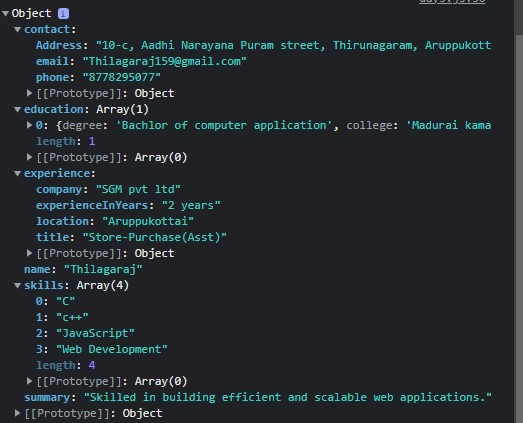 Object i
contact:
Address: "10-c, Aadhi Narayana Puram street, Thirunagaram, Aruppukott
email: "Thilagaraj159@gmail.com"
phone: "8778295077"
[[Prototype]]: Object
education: Array(1)
0: {degree: 'Bachlor of computer application', college: 'Madurai kama
length: 1
[[Prototype]]: Array(0)
experience:
company: "SGM pvt ltd"
experienceInYears: "2 years"
location: "Aruppukottai"
title: "Store-Purchase(Asst)"
[[Prototype]]: Object
name: "Thilagaraj"
skills: Array(4)
0: "C"
1: "c++"
2: "JavaScript"
3: "Web Development"
length: 4
[[Prototype]]: Array(0)
summary: "Skilled in building efficient and scalable web applications."
[[Prototype]]: Object